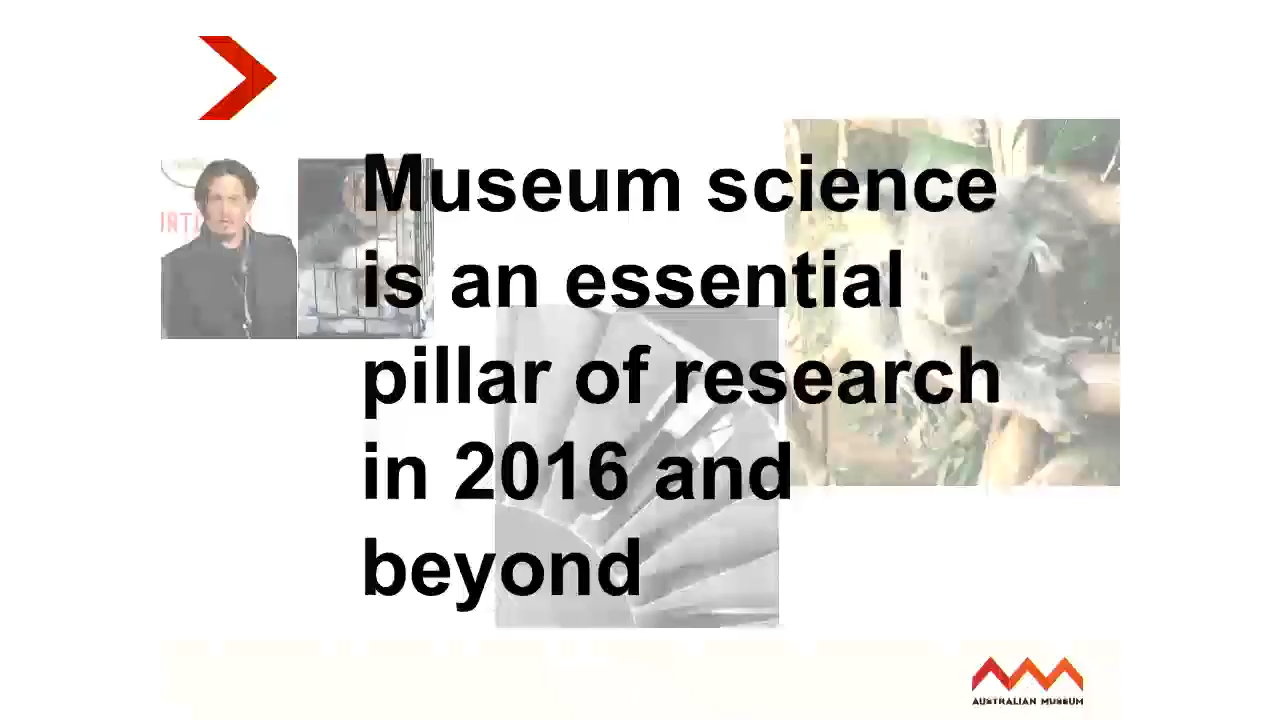 Museum science
is an essential
pillar of research
in 2016 and
beyond
AUSTRALIAN MUSEUM